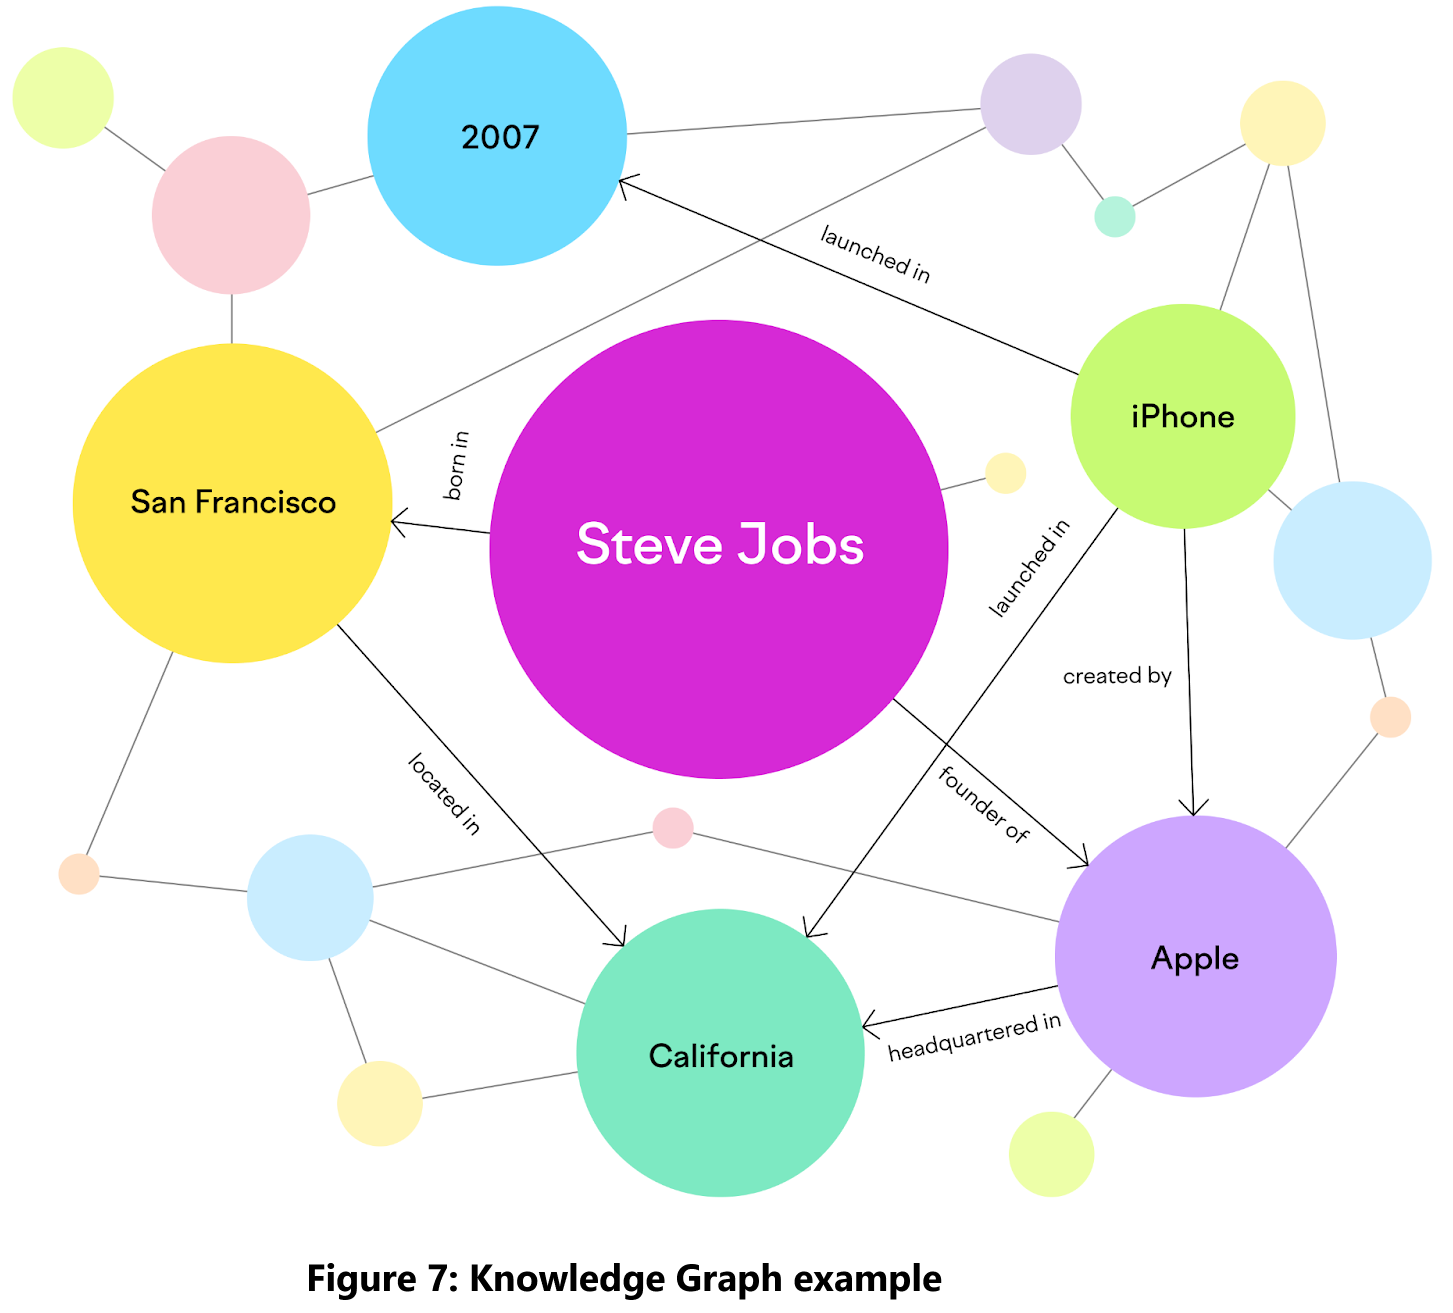 2007
launched in
iPhone
born in
San Francisco
Steve Jobs
launched in
created by
located in
founder of
Apple
headquartered in
California
Figure 7: Knowledge Graph example